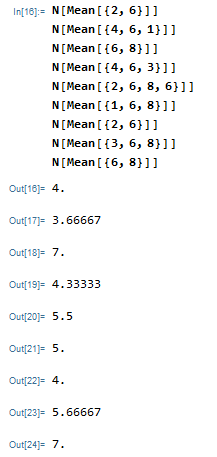 In[16]:= N[Mean[{2, 6}]]
N[Mean[{4, 6, 1}]]
N[Mean[{6, 8}]]
N[Mean[{4, 6, 3}]]
N[Mean[{2, 6, 8, 6}]]
N[Mean[{1, 6, 8}]]
N[Mean[{2, 6}]]
N[Mean[{3, 6, 8}]]
N[Mean[{6, 8}]]
Out[16]= 4.
Out[17]= 3.66667
Out[18]= 7.
Out[19]= 4.33333
Out[20]= 5.5
Out[21]= 5.
Out[22]= 4.
Out[23]= 5.66667
Out[24]= 7.